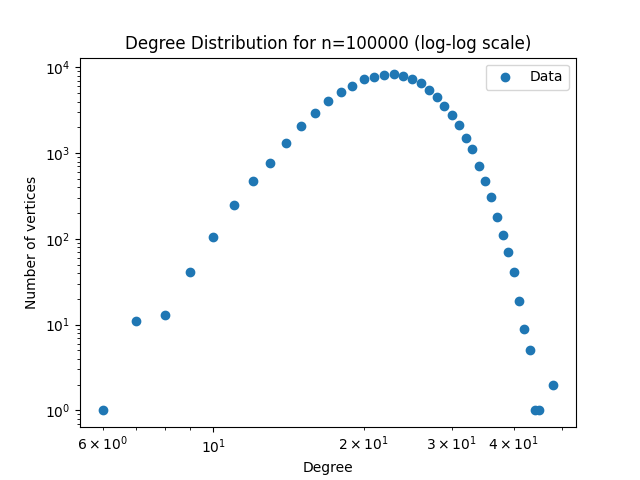 Degree Distribution for n=100000 (log-log scale)
Data
Number of vertices
10⁴
10³
10²
10¹
10⁰
6 × 10⁰
10¹
2 × 10¹
3 × 10¹
4 × 10¹
Degree